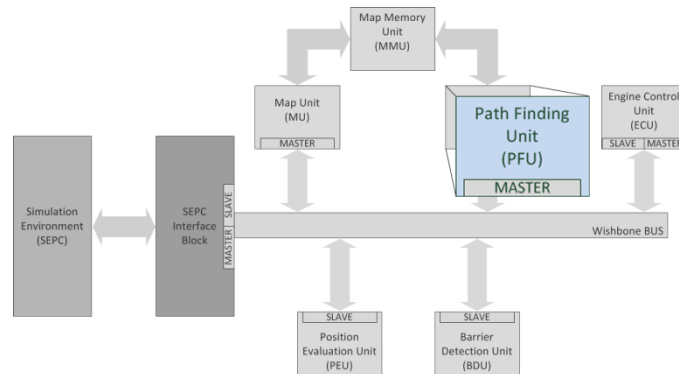 Map Memory
Unit
(MMU)
Map Unit
(MU)
MASTER
Path Finding
Unit
(PFU)
MASTER
Engine Control
Unit
(ECU)
SLAVE
MASTER
Simulation
Environment
(SEPC)
SEPC
Interface
Block
SLAVE
MASTER
Wishbone BUS
SLAVE
Position
Evaluation Unit
(PEU)
SLAVE
Barrier
Detection Unit
(BDU)